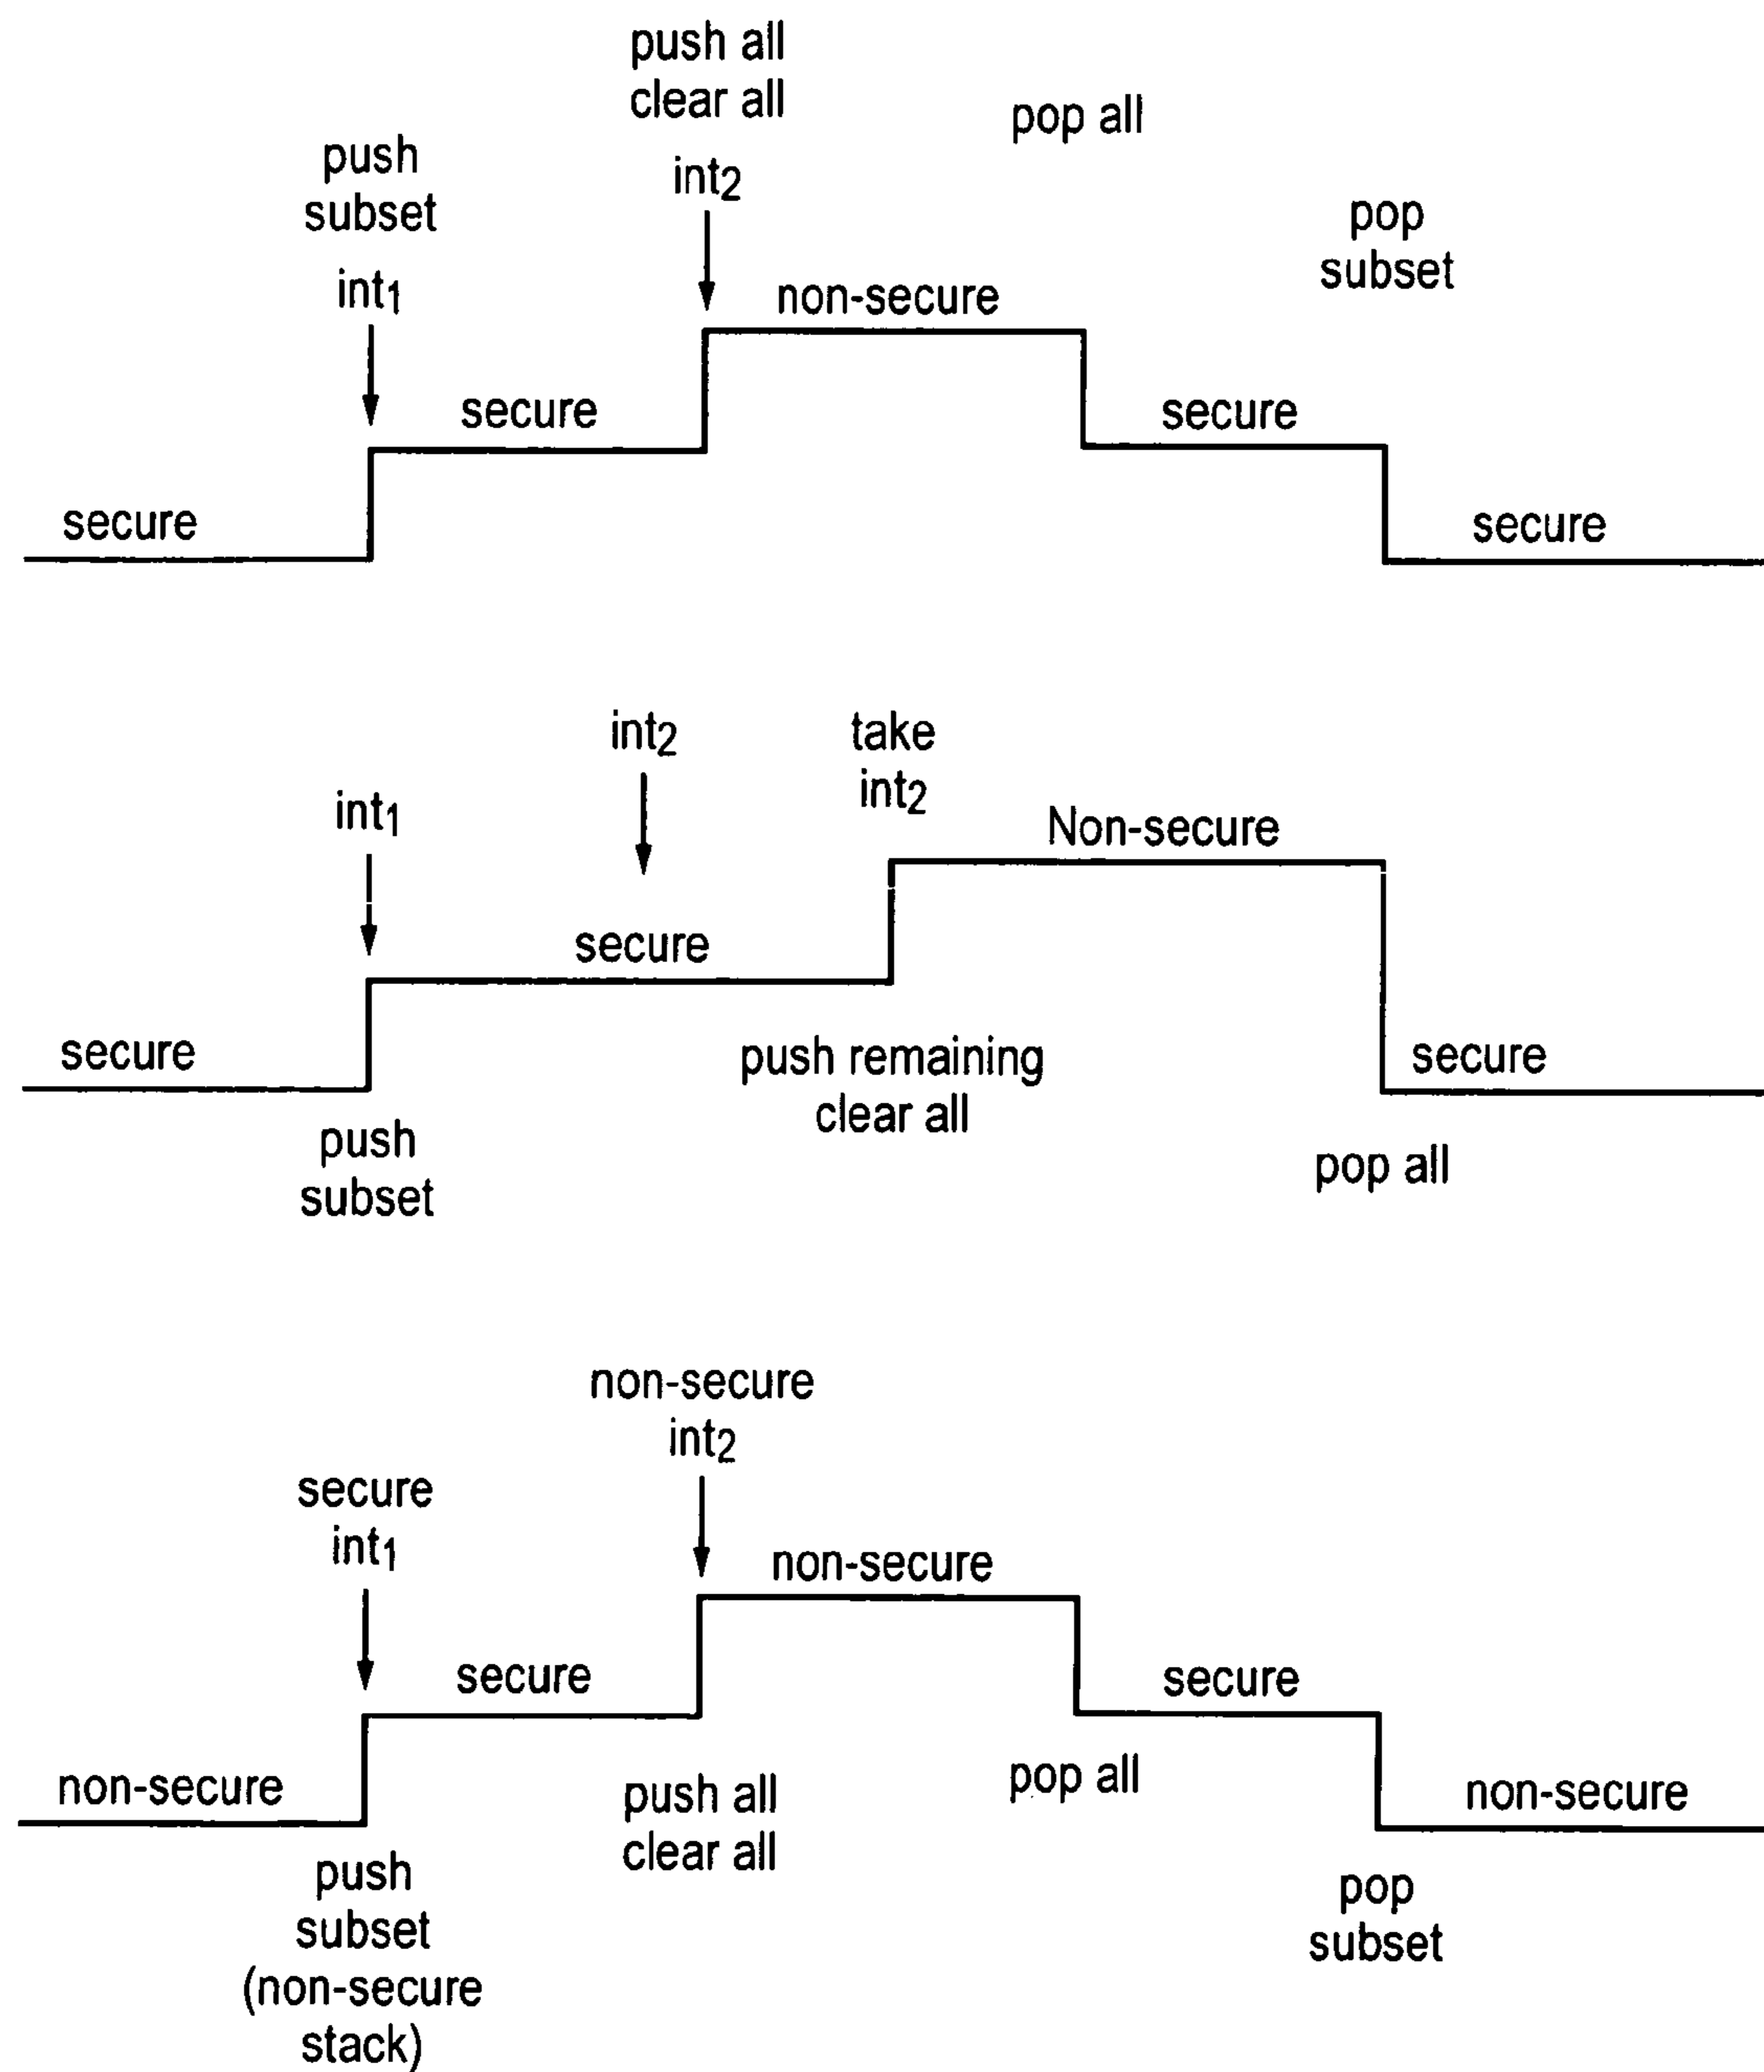 push all
clear all
pop all
push
subset
int2
pop
subset
int1
non-secure
secure
secure
secure
secure
int2
take
int2
int1
Non-secure
secure
secure
push remaining
clear all
secure
push
subset
pop all
non-secure
int2
secure
int1
non-secure
secure
secure
non-secure
push all
clear all
pop all
non-secure
push
subset
(non-secure
stack)
pop
subset